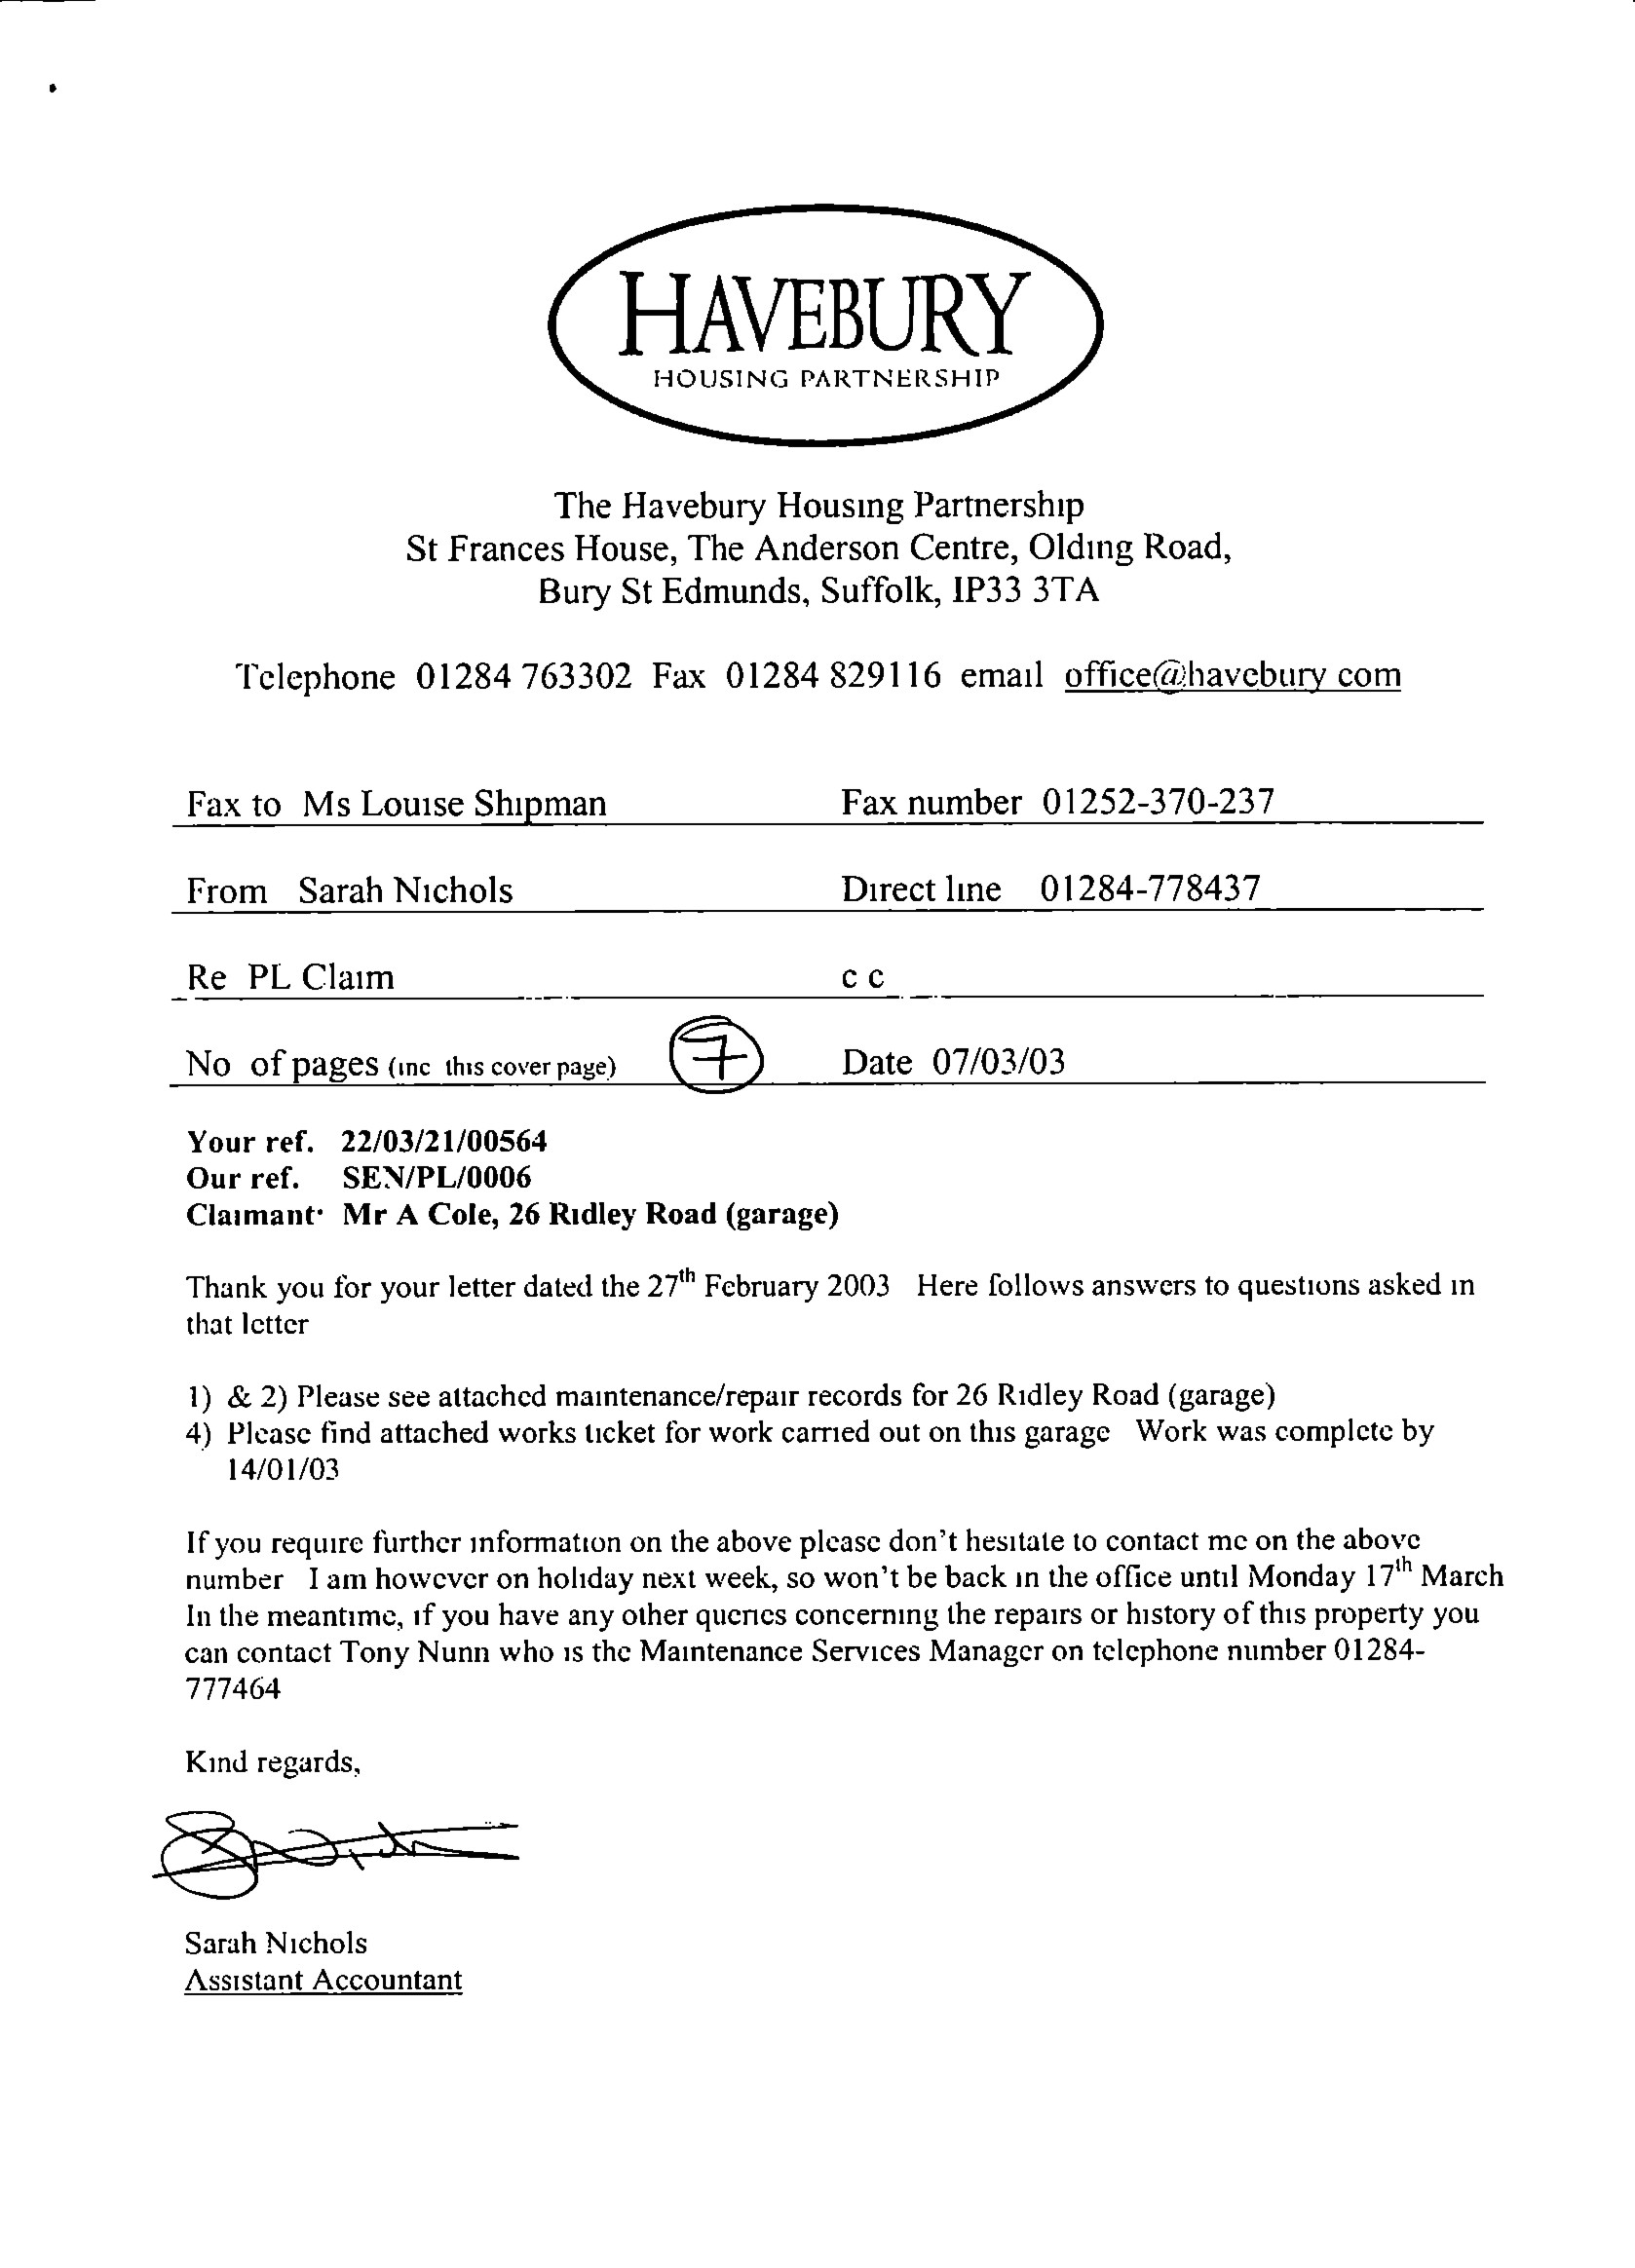 HAVEBURY
HOUSING PARTNERSHIP
The Havebury Housing Partnership
St Frances House, The Anderson Centre, Olding Road,
Bury St Edmunds, Suffolk, IP33 3TA
Telephone 01284 763302 Fax 01284 829116 email office@havebury com
Fax to Ms Louise Shipman Fax number 01252-370-237
From Sarah Nichols Direct line 01284-778437
Re PL Claim c c
No of pages (inc this cover page) 7 Date 07/03/03
Your ref. 22/03/21/00564
Our ref. SEN/PL/0006
Claimant· Mr A Cole, 26 Ridley Road (garage)
Thank you for your letter dated the 27th February 2003 Here follows answers to questions asked in
that letter
1) & 2) Please see attached maintenance/repair records for 26 Ridley Road (garage)
4) Please find attached works ticket for work carried out on this garage Work was complete by
14/01/03
If you require further information on the above please don't hesitate to contact me on the above
number I am however on holiday next week, so won't be back in the office until Monday 17th March
In the meantime, if you have any other queries concerning the repairs or history of this property you
can contact Tony Nunn who is the Maintenance Services Manager on telephone number 01284-
777464
Kind regards,
Sarah Nichols
Assistant Accountant